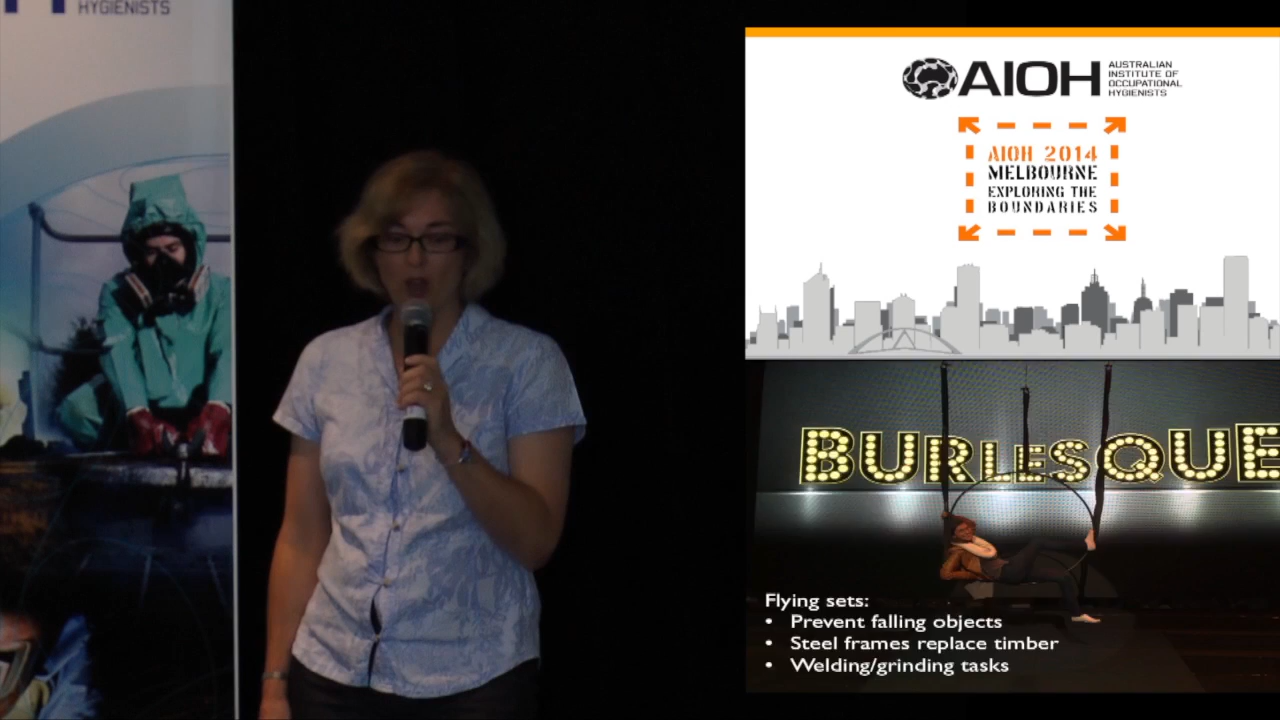 HYGIENISTS
AIOH
AUSTRALIAN
INSTITUTE OF
OCCUPATIONAL
HYGIENISTS
AIOH 2014
MELBOURNE
EXPLORING THE
BOUNDARIES
BURLESQUE
Flying sets:
• Prevent falling objects
• Steel frames replace timber
• Welding/grinding tasks